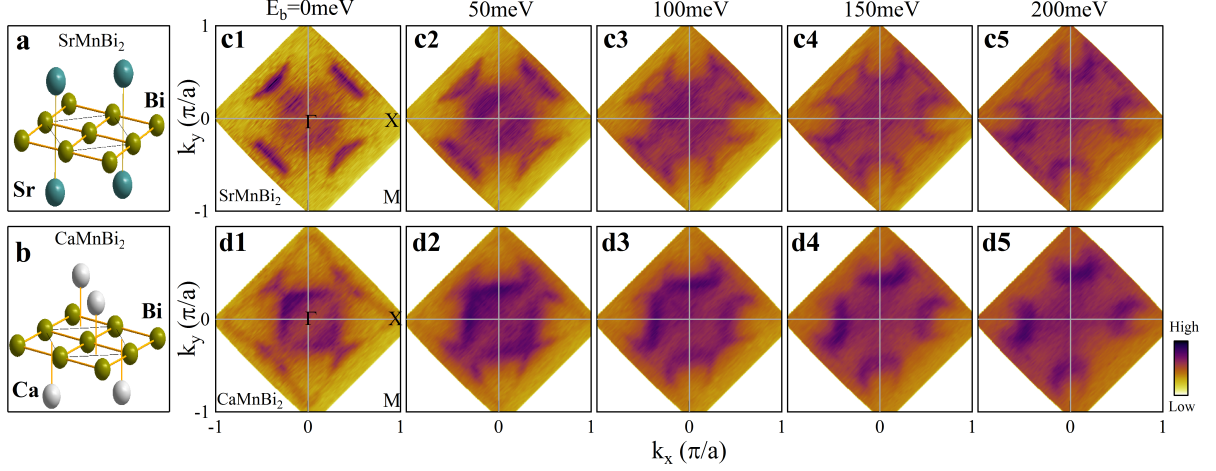 E_b=0meV 50meV 100meV 150meV 200meV
a SrMnBi₂ Bi Sr
1 c1 c2 c3 c4 c5
k_y (π/a) 0 Γ X
-1 SrMnBi₂ M
b CaMnBi₂ Bi Ca
d1 d2 d3 d4 d5
k_y (π/a) 0 Γ X
-1 CaMnBi₂ M
High
Low
0 1 0 1 0 1 0 1 0 1
k_x (π/a)